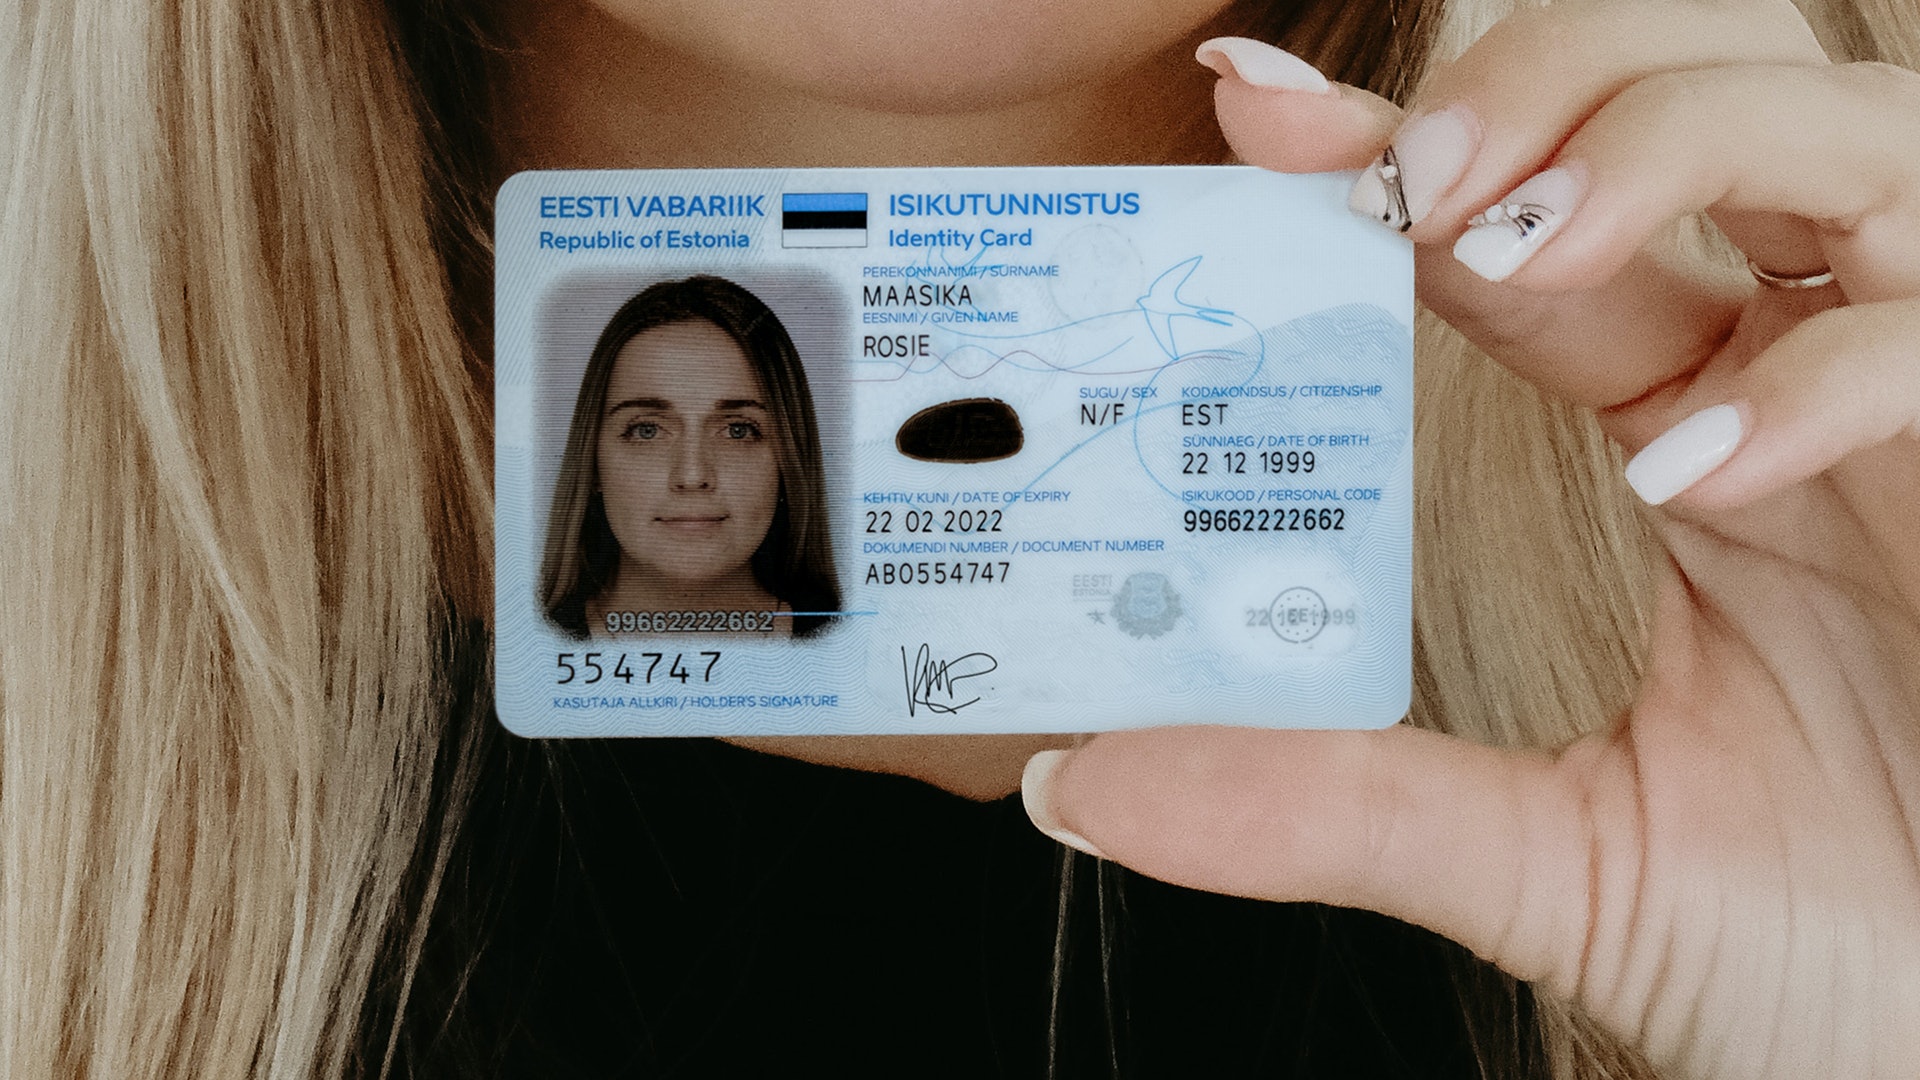 EESTI VABARIIK
Republic of Estonia
ISIKUTUNNISTUS
Identity Card
PEREKONNANIMI / SURNAME
MAASIKA
EESNIMI / GIVEN NAME
ROSIE
SUGU / SEX
N/F
KODAKONDSUS / CITIZENSHIP
EST
SÜNNIAEG / DATE OF BIRTH
22 12 1999
KEHTIV KUNI / DATE OF EXPIRY
22 02 2022
ISIKUKOOD / PERSONAL CODE
99662222662
DOKUMENDI NUMBER / DOCUMENT NUMBER
AB0554747
EESTI
ESTONIA
99662222662
554747
KASUTAJA ALLKIRI / HOLDER'S SIGNATURE